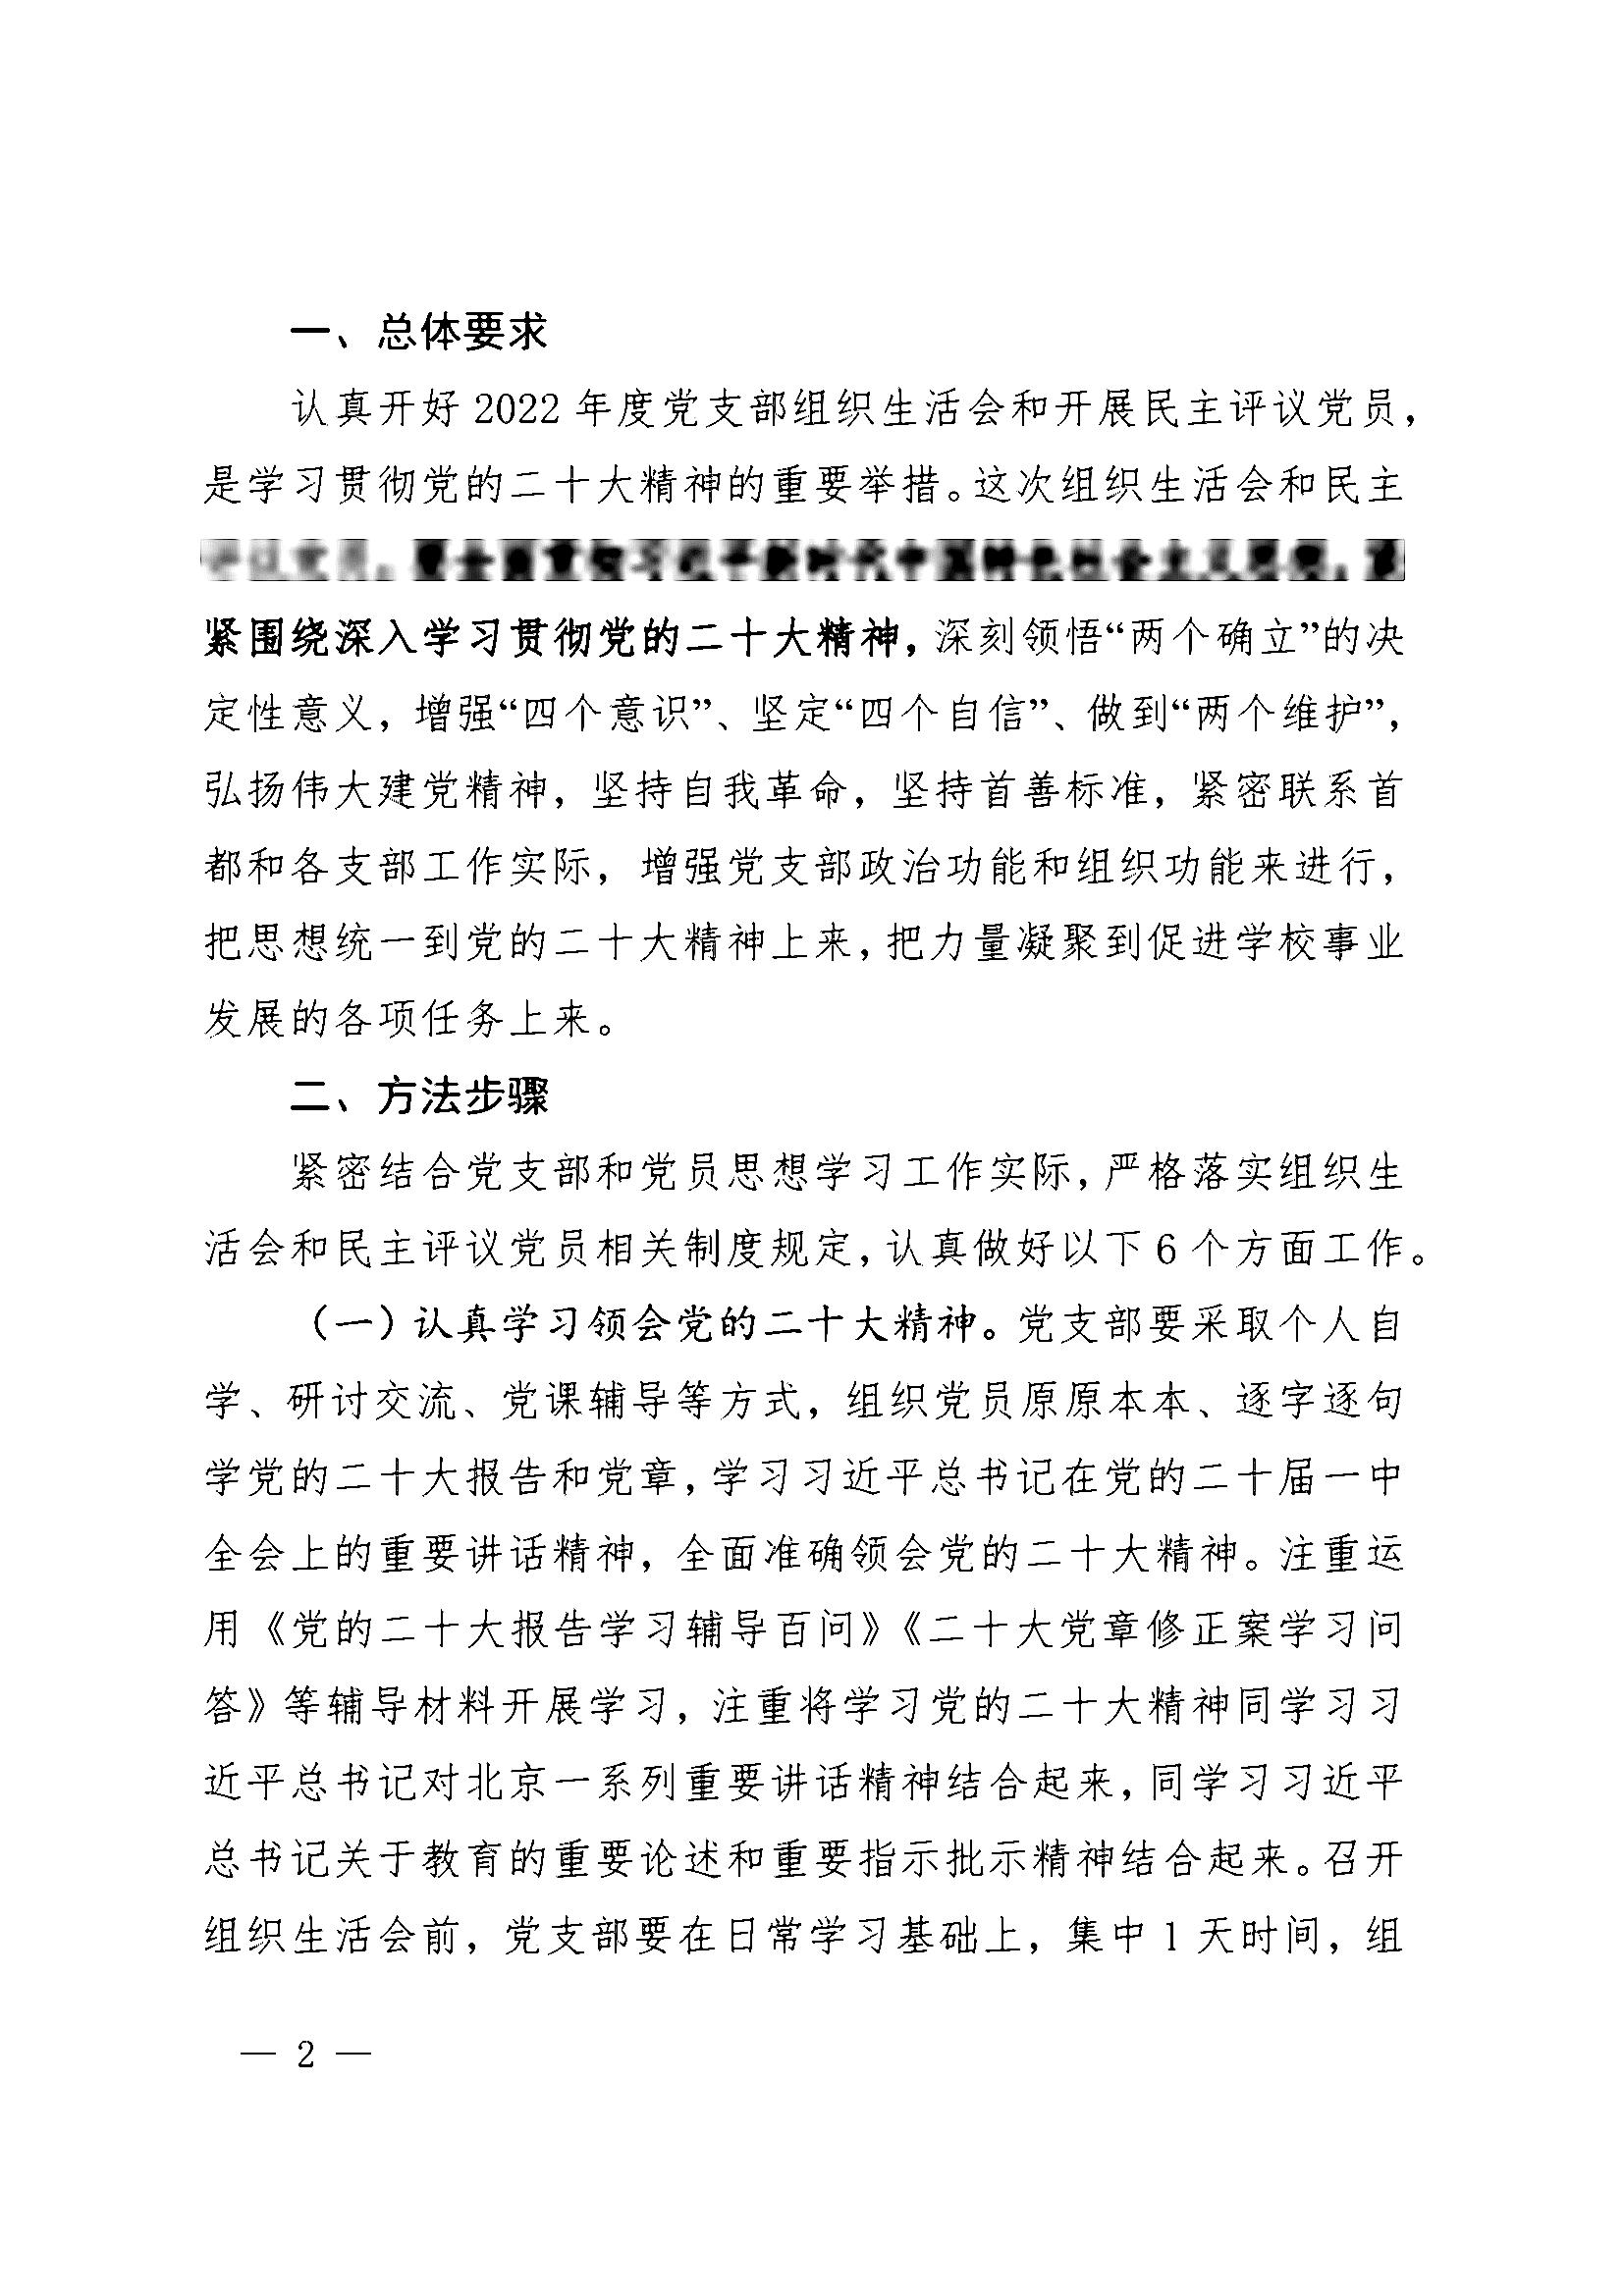 一、总体要求
认真开好 2022 年度党支部组织生活会和开展民主评议党员，
是学习贯彻党的二十大精神的重要举措。这次组织生活会和民主
紧围绕深入学习贯彻党的二十大精神，深刻领悟“两个确立”的决
定性意义，增强“四个意识”、坚定“四个自信”、做到“两个维护”，
弘扬伟大建党精神，坚持自我革命，坚持首善标准，紧密联系首
都和各支部工作实际，增强党支部政治功能和组织功能来进行，
把思想统一到党的二十大精神上来，把力量凝聚到促进学校事业
发展的各项任务上来。
二、方法步骤
紧密结合党支部和党员思想学习工作实际，严格落实组织生
活会和民主评议党员相关制度规定，认真做好以下 6 个方面工作。
（一）认真学习领会党的二十大精神。党支部要采取个人自
学、研讨交流、党课辅导等方式，组织党员原原本本、逐字逐句
学党的二十大报告和党章，学习习近平总书记在党的二十届一中
全会上的重要讲话精神，全面准确领会党的二十大精神。注重运
用《党的二十大报告学习辅导百问》《二十大党章修正案学习问
答》等辅导材料开展学习，注重将学习党的二十大精神同学习习
近平总书记对北京一系列重要讲话精神结合起来，同学习习近平
总书记关于教育的重要论述和重要指示批示精神结合起来。召开
组织生活会前，党支部要在日常学习基础上，集中 1 天时间，组
— 2 —